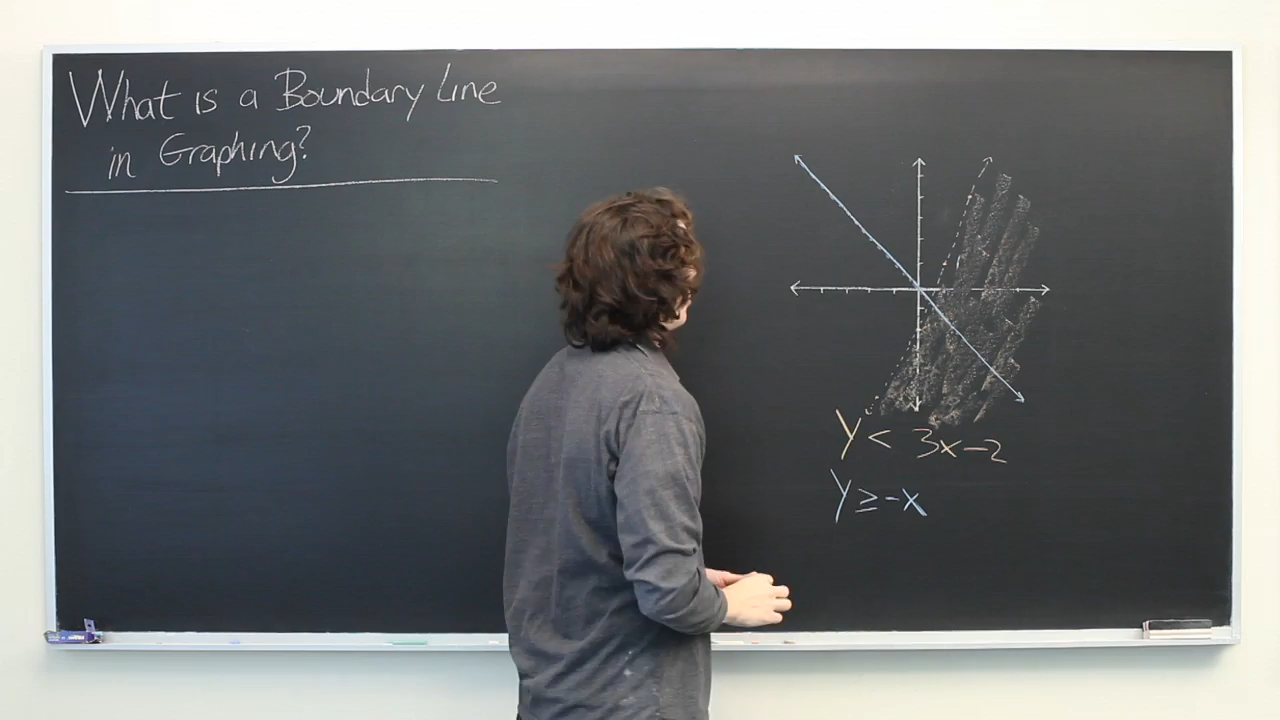 What is a Boundary Line
in Graphing?
y < 3x-2
y ≥ -x